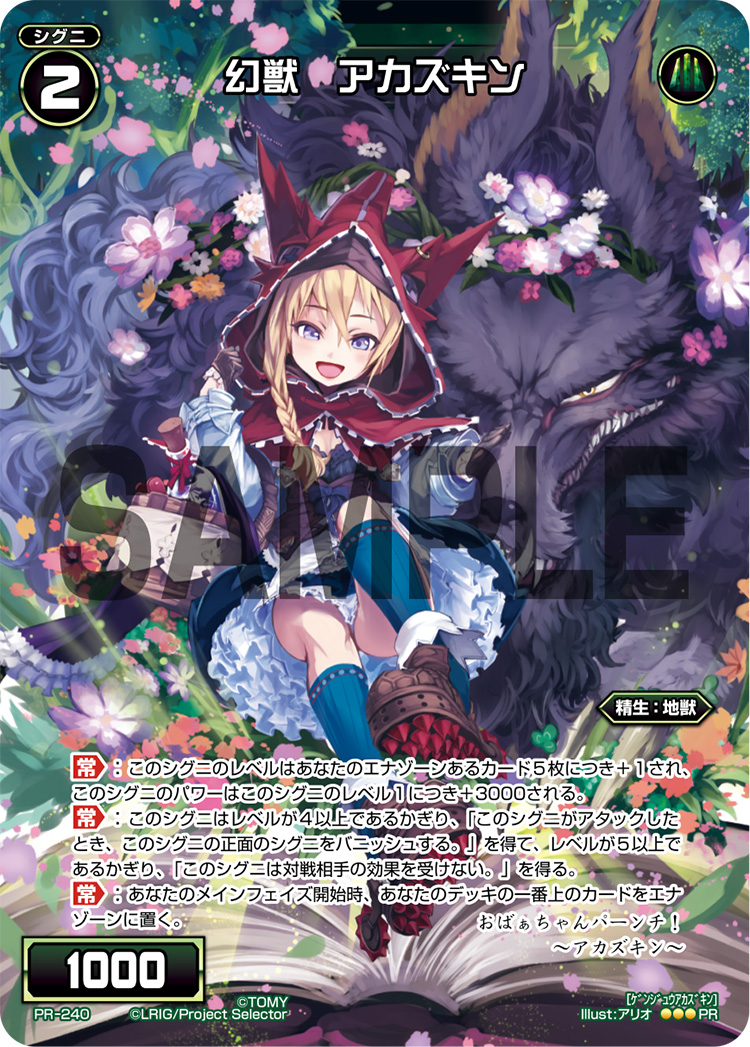 シグニ
2
幻獣 アカズキン
SAMPLE
精生：地獣
常：このシグニのレベルはあなたのエナゾーンあるカード５枚につき＋１され、
このシグニのパワーはこのシグニのレベル１につき＋3000される。
常：このシグニはレベルが４以上であるかぎり、「このシグニがアタックした
とき、このシグニの正面のシグニをバニッシュする。」を得て、レベルが５以上で
あるかぎり、「このシグニは対戦相手の効果を受けない。」を得る。
常：あなたのメインフェイズ開始時、あなたのデッキの一番上のカードをエナ
ゾーンに置く。
おばぁちゃんパーンチ！
～アカズキン～
1000
PR-240
©TOMY
©LRIG/Project Selector
[ｹﾞﾝｼﾞｭｳｱｶｽﾞｷﾝ]
Illust:アリオ PR